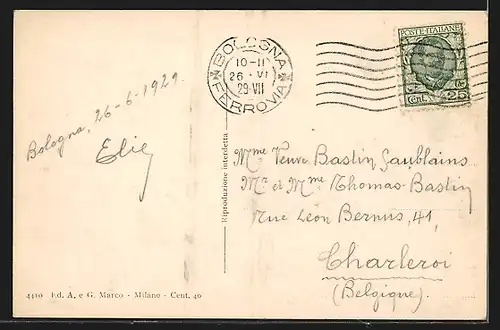 BOLOGNA
10-11
26 · VI
29·VII
FERROVIA
POSTE ITALIANE
Cent. 25
Bologna, 26-6-1929.
Elie
Riproduzione interdetta
Mme Veuve Bastin Saublains
Mr et Mme Thomas-Bastin
Rue Léon Bernus, 41,
Charleroi
(Belgique)
4410 Ed. A. e G. Marco - Milano - Cent. 40